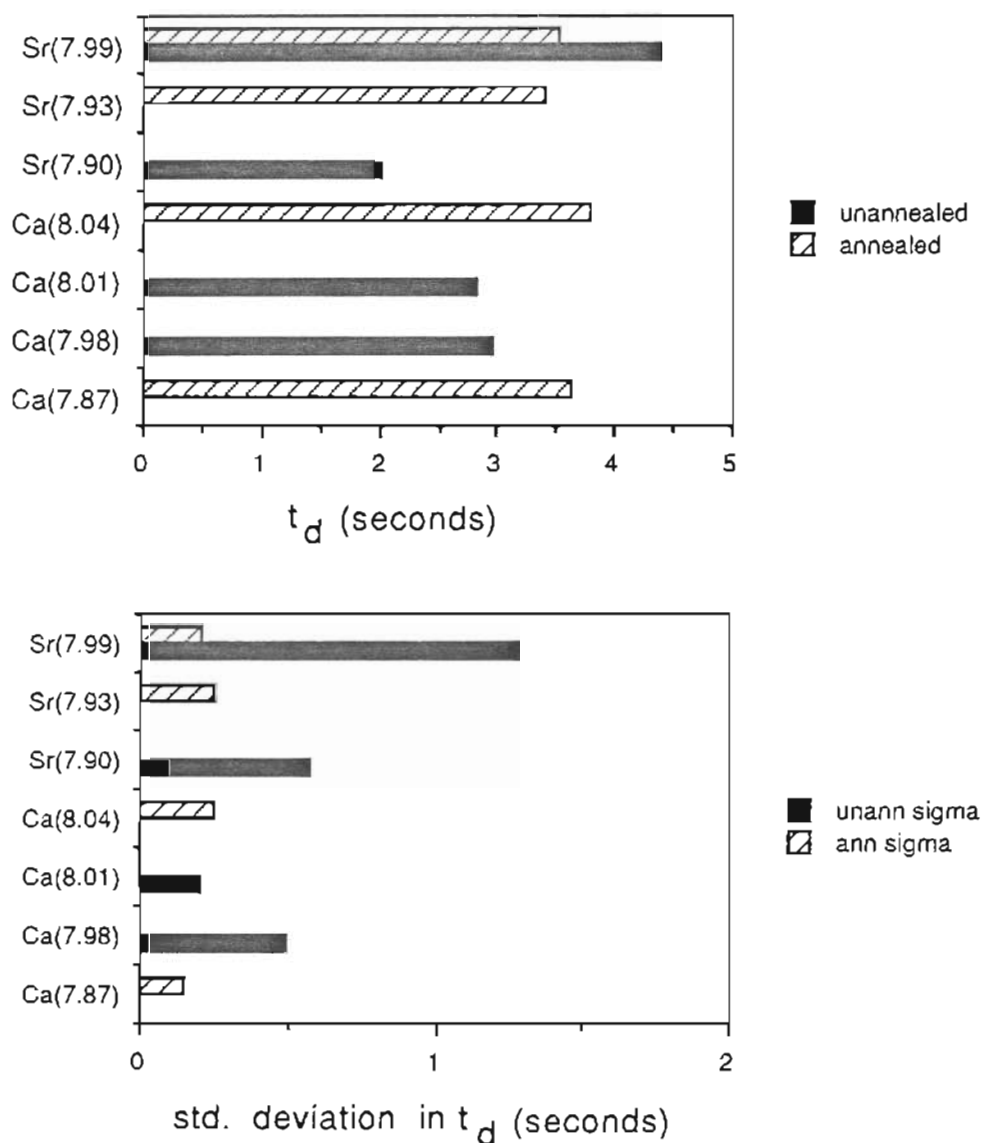 Sr(7.99)
Sr(7.93)
Sr(7.90)
Ca(8.04)
Ca(8.01)
Ca(7.98)
Ca(7.87)
0 1 2 3 4 5
t d (seconds)
unannealed
annealed
Sr(7.99)
Sr(7.93)
Sr(7.90)
Ca(8.04)
Ca(8.01)
Ca(7.98)
Ca(7.87)
0 1 2
std. deviation in t d (seconds)
unann sigma
ann sigma